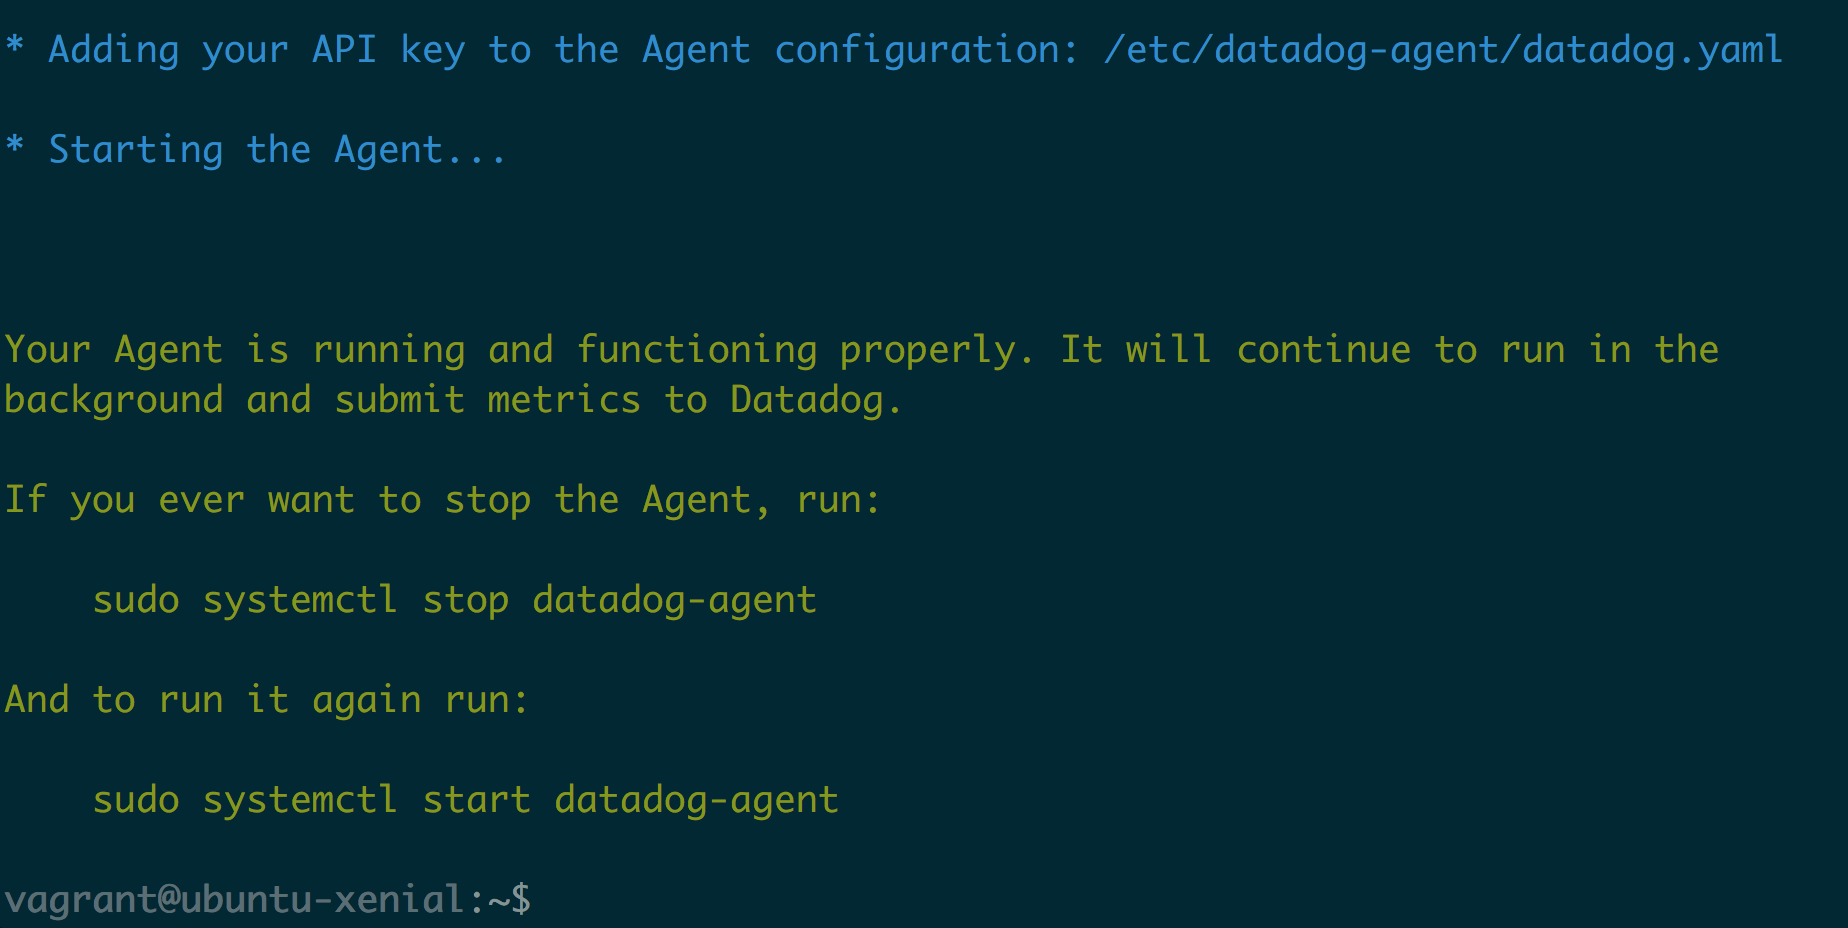 * Adding your API key to the Agent configuration: /etc/datadog-agent/datadog.yaml
* Starting the Agent...
Your Agent is running and functioning properly. It will continue to run in the
background and submit metrics to Datadog.
If you ever want to stop the Agent, run:
sudo systemctl stop datadog-agent
And to run it again run:
sudo systemctl start datadog-agent
vagrant@ubuntu-xenial:~$